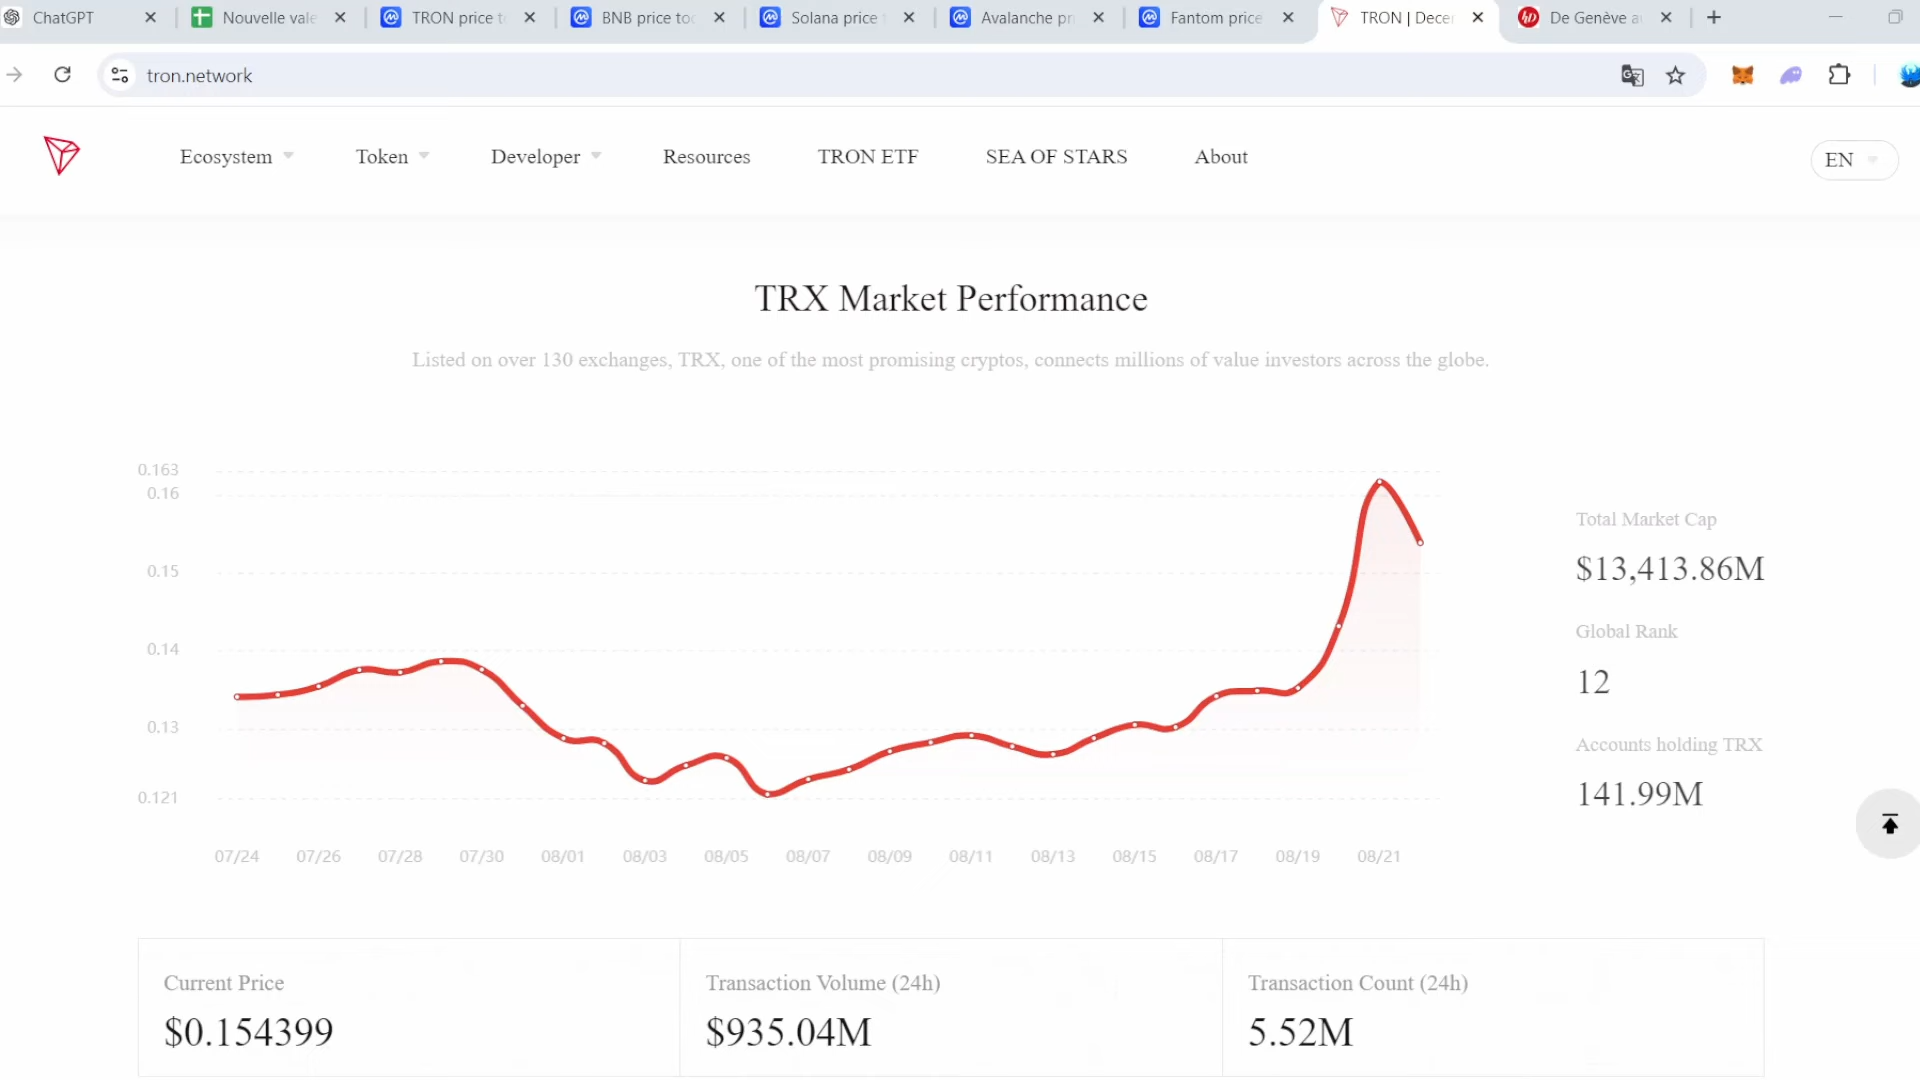 ChatGPT
Nouvelle vale
TRON price t
BNB price to
Solana price
Avalanche pr
Fantom price
TRON | Dece
De Genève a
tron.network
Ecosystem
Token
Developer
Resources
TRON ETF
SEA OF STARS
About
EN
TRX Market Performance
Listed on over 130 exchanges, TRX, one of the most promising cryptos, connects millions of value investors across the globe.
0.163
0.16
0.15
0.14
0.13
0.121
07/24 07/26 07/28 07/30 08/01 08/03 08/05 08/07 08/09 08/11 08/13 08/15 08/17 08/19 08/21
Total Market Cap
$13,413.86M
Global Rank
12
Accounts holding TRX
141.99M
Current Price
$0.154399
Transaction Volume (24h)
$935.04M
Transaction Count (24h)
5.52M